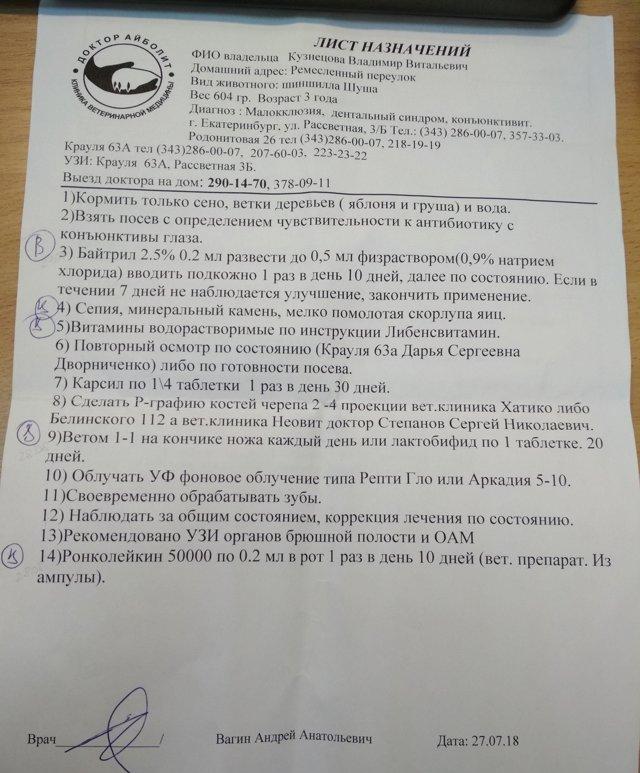 ЛИСТ НАЗНАЧЕНИЙ
ДОКТОР АЙБОЛИТ
КЛИНИКА ВЕТЕРИНАРНОЙ МЕДИЦИНЫ
ФИО владельца Кузнецова Владимир Витальевич
Домашний адрес: Ремесленный переулок
Вид животного: шиншилла Шуша
Вес 604 гр. Возраст 3 года
Диагноз : Малокклюзия, дентальный синдром, конъюнктивит.
г. Екатеринбург, ул. Рассветная, 3/Б Тел.: (343) 286-00-07, 357-33-03.
Родонитовая 26 тел (343)286-00-07, 218-19-19
Крауля 63А тел (343)286-00-07, 207-60-03. 223-23-22
УЗИ: Крауля 63А, Рассветная 3Б.
Выезд доктора на дом: 290-14-70, 378-09-11
1)Кормить только сено, ветки деревьев ( яблоня и груша) и вода.
2)Взять посев с определением чувствительности к антибиотику с
конъюнктивы глаза.
В
3) Байтрил 2.5% 0.2 мл развести до 0,5 мл физраствором(0,9% натрием
хлорида) вводить подкожно 1 раз в день 10 дней, далее по состоянию. Если в
течении 7 дней не наблюдается улучшение, закончить применение.
4) Сепия, минеральный камень, мелко помолотая скорлупа яиц.
5)Витамины водорастворимые по инструкции Либенсвитамин.
6) Повторный осмотр по состоянию (Крауля 63а Дарья Сергеевна
Дворниченко) либо по готовности посева.
7) Карсил по 1\4 таблетки 1 раз в день 30 дней.
8) Сделать Р-графию костей черепа 2 -4 проекции вет.клиника Хатико либо
Белинского 112 а вет.клиника Неовит доктор Степанов Сергей Николаевич.
9)Ветом 1-1 на кончике ножа каждый день или лактобифид по 1 таблетке. 20
дней.
10) Облучать УФ фоновое облучение типа Репти Гло или Аркадия 5-10.
11)Своевременно обрабатывать зубы.
12) Наблюдать за общим состоянием, коррекция лечения по состоянию.
13)Рекомендовано УЗИ органов брюшной полости и ОАМ
14)Ронколейкин 50000 по 0.2 мл в рот 1 раз в день 10 дней (вет. препарат. Из
ампулы).
Врач / Вагин Андрей Анатольевич Дата: 27.07.18